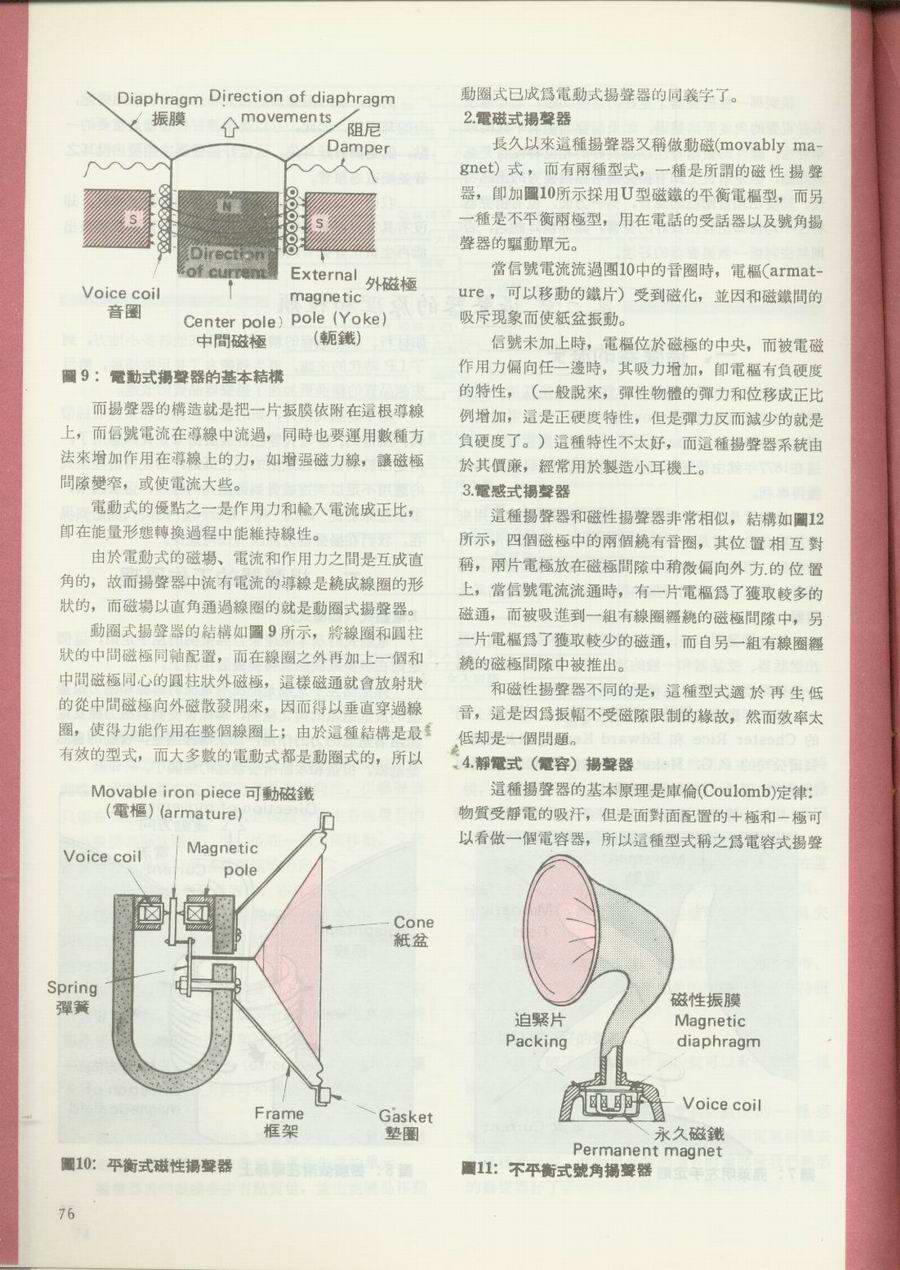 Diaphragm
振膜
Direction of diaphragm
movements
阻尼
Damper
S
N
S
Direction
of current
Voice coil
音圈
Center pole)
中間磁極
External
magnetic
pole (Yoke)
外磁極
(軛鐵)
圖9：電動式揚聲器的基本結構
而揚聲器的構造就是把一片振膜依附在這根導線
上，而信號電流在導線中流過，同時也要運用數種方
法來增加作用在導線上的力，如增强磁力線，讓磁極
間隙變窄，或使電流大些。
電動式的優點之一是作用力和輸入電流成正比，
卽在能量形態轉換過程中能維持線性。
由於電動式的磁場、電流和作用力之間是互成直
角的，故而揚聲器中流有電流的導線是繞成線圈的形
狀的，而磁場以直角通過線圈的就是動圈式揚聲器。
動圈式揚聲器的結構如圖9所示，將線圈和圓柱
狀的中間磁極同軸配置，而在線圈之外再加上一個和
中間磁極同心的圓柱狀外磁極，這樣磁通就會放射狀
的從中間磁極向外磁散發開來，因而得以垂直穿過線
圈，使得力能作用在整個線圈上；由於這種結構是最
有效的型式，而大多數的電動式都是動圈式的，所以
Movable iron piece 可動磁鐵
(電樞) (armature)
Voice coil
Magnetic
pole
Cone
紙盆
Spring
彈簧
Frame
框架
Gasket
墊圈
圖10：平衡式磁性揚聲器
76
動圈式已成爲電動式揚聲器的同義字了。
2.電磁式揚聲器
長久以來這種揚聲器又稱做動磁(movably ma-
gnet) 式，而有兩種型式，一種是所謂的磁性揚聲
器，卽加圖10所示採用U型磁鐵的平衡電樞型，而另
一種是不平衡兩極型，用在電話的受話器以及號角揚
聲器的驅動單元。
當信號電流流過圖10中的音圈時，電樞(armat-
ure，可以移動的鐵片）受到磁化，並因和磁鐵間的
吸斥現象而使紙盆振動。
信號未加上時，電樞位於磁極的中央，而被電磁
作用力偏向任一邊時，其吸力增加，卽電樞有負硬度
的特性，（一般說來，彈性物體的彈力和位移成正比
例增加，這是正硬度特性，但是彈力反而減少的就是
負硬度了。）這種特性不太好，而這種揚聲器系統由
於其價廉，經常用於製造小耳機上。
3.電感式揚聲器
這種揚聲器和磁性揚聲器非常相似，結構如圖12
所示，四個磁極中的兩個繞有音圈，其位置相互對
稱，兩片電極放在磁極間隙中稍微偏向外方.的位置
上，當信號電流流通時，有一片電樞爲了獲取較多的
磁通，而被吸進到一組有線圈纒繞的磁極間隙中，另
一片電樞爲了獲取較少的磁通，而自另一組有線圈纒
繞的磁極間隙中被推出。
和磁性揚聲器不同的是，這種型式適於再生低
音，這是因爲振幅不受磁隙限制的緣故，然而效率太
低却是一個問題。
4.靜電式（電容）揚聲器
這種揚聲器的基本原理是庫倫(Coulomb)定律：
物質受靜電的吸汗，但是面對面配置的＋極和－極可
以看做一個電容器，所以這種型式稱之爲電容式揚聲
迫緊片
Packing
磁性振膜
Magnetic
diaphragm
Voice coil
永久磁鐵
Permanent magnet
圖11：不平衡式號角揚聲器